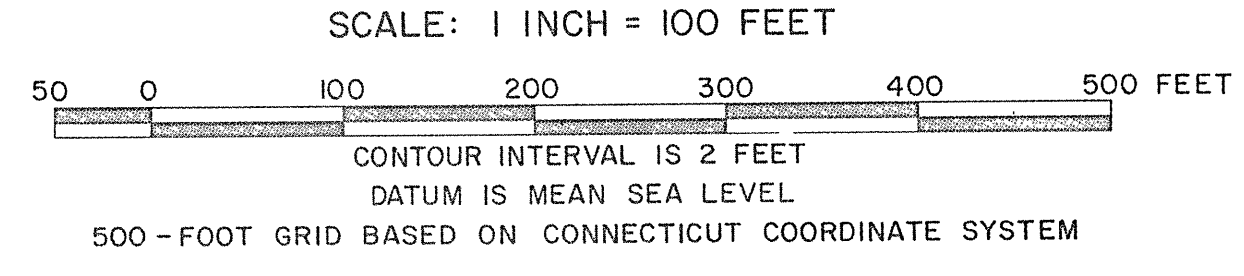 SCALE: 1 INCH = 100 FEET
50 0 100 200 300 400 500 FEET
CONTOUR INTERVAL IS 2 FEET
DATUM IS MEAN SEA LEVEL
500-FOOT GRID BASED ON CONNECTICUT COORDINATE SYSTEM